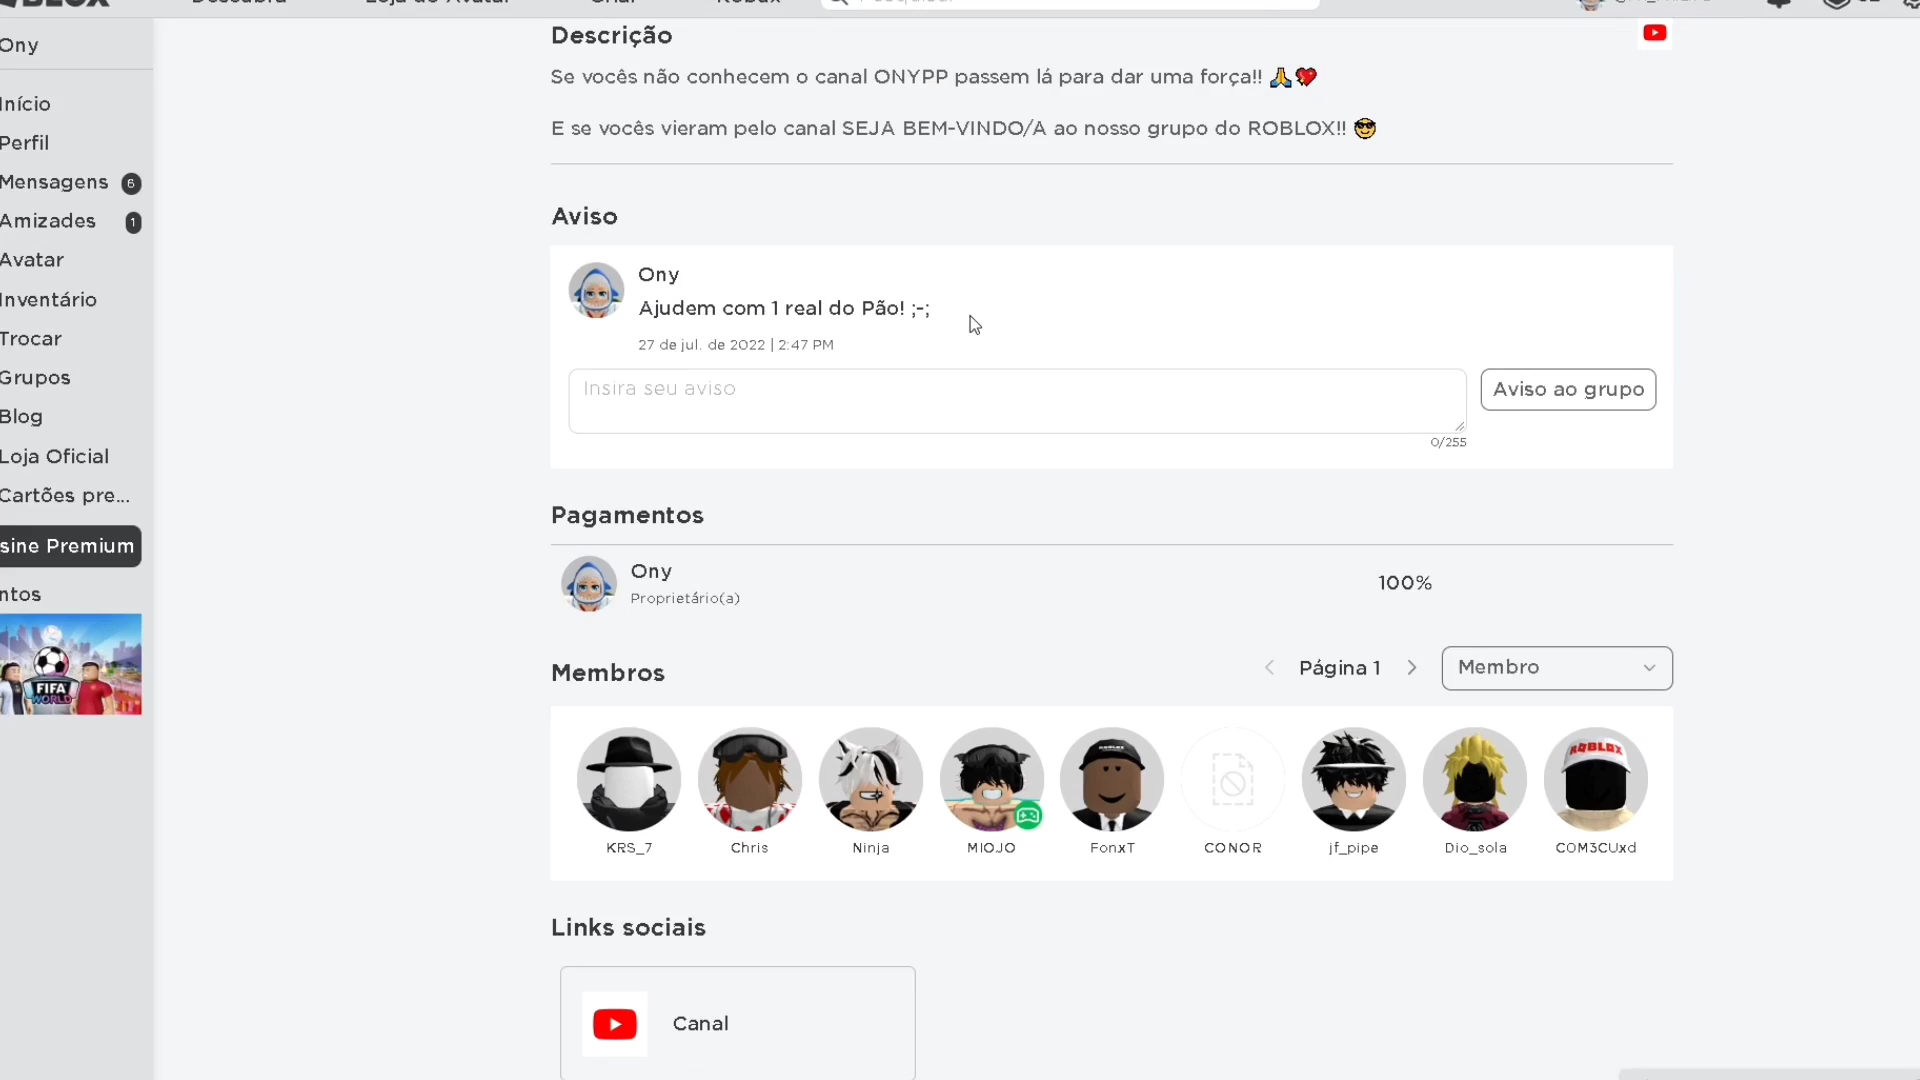 Ony
Início
Perfil
Mensagens 6
Amizades 1
Avatar
Inventário
Trocar
Grupos
Blog
Loja Oficial
Cartões pre...
sine Premium
ntos
FIFA
WORLD
Descrição
Se vocês não conhecem o canal ONYPP passem lá para dar uma força!! 🙏💖
E se vocês vieram pelo canal SEJA BEM-VINDO/A ao nosso grupo do ROBLOX!! 😎
Aviso
Ony
Ajudem com 1 real do Pão! ;-;
27 de jul. de 2022 | 2:47 PM
Insira seu aviso
Aviso ao grupo
0/255
Pagamentos
Ony
Proprietário(a)
100%
Membros
Página 1
Membro
ROBLOX
KRS_7
Chris
Ninja
MIOJO
FonxT
CONOR
jf_pipe
Dio_sola
C0M3CUxd
Links sociais
Canal